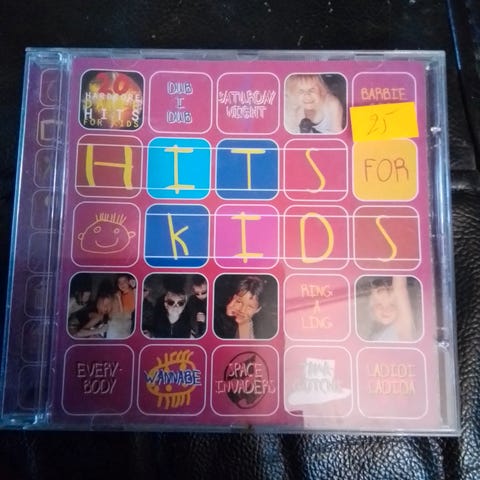 20
HARDCORE
DANCE
HITS
FOR KIDS
DUB
I
DUB
SATURDAY
NIGHT
BARBIE
25
HITS FOR
KIDS
RING
A
LING
EVERY-
BODY
WANNABE
SPACE
INVADERS
LADIDI
LADIDA